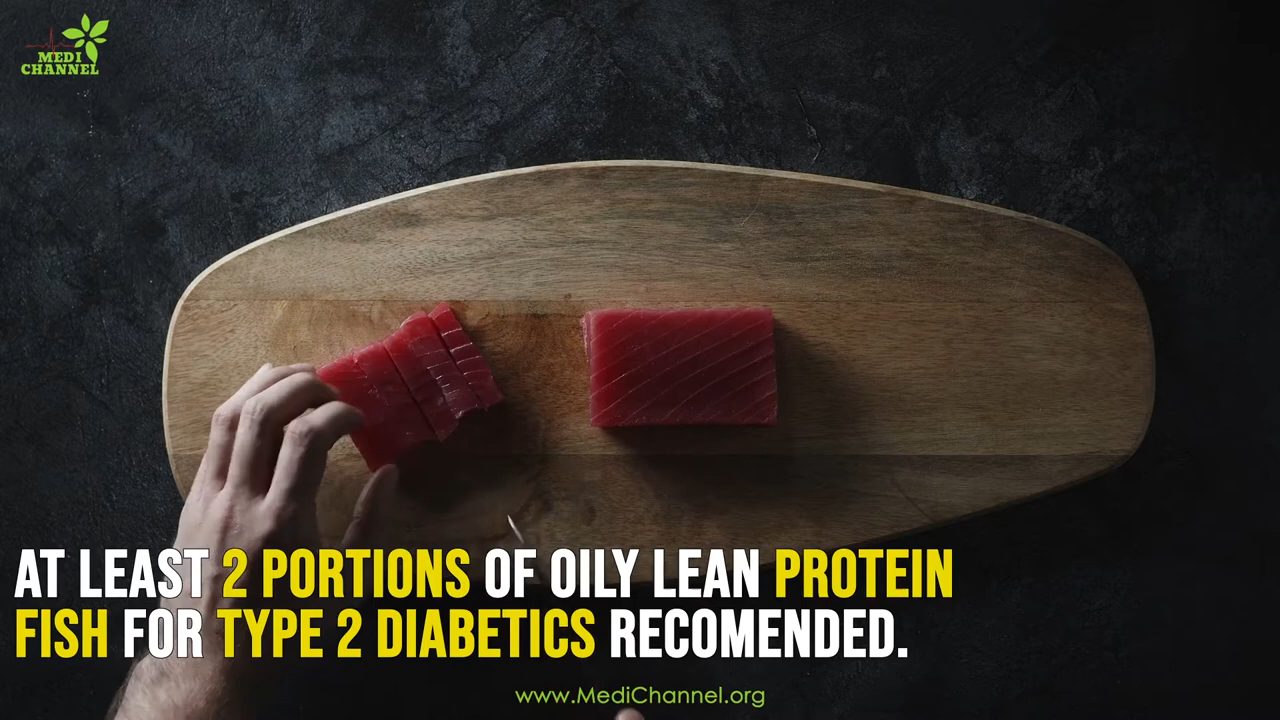 MEDI
CHANNEL
AT LEAST 2 PORTIONS OF OILY LEAN PROTEIN
FISH FOR TYPE 2 DIABETICS RECOMENDED.
www.MediChannel.org